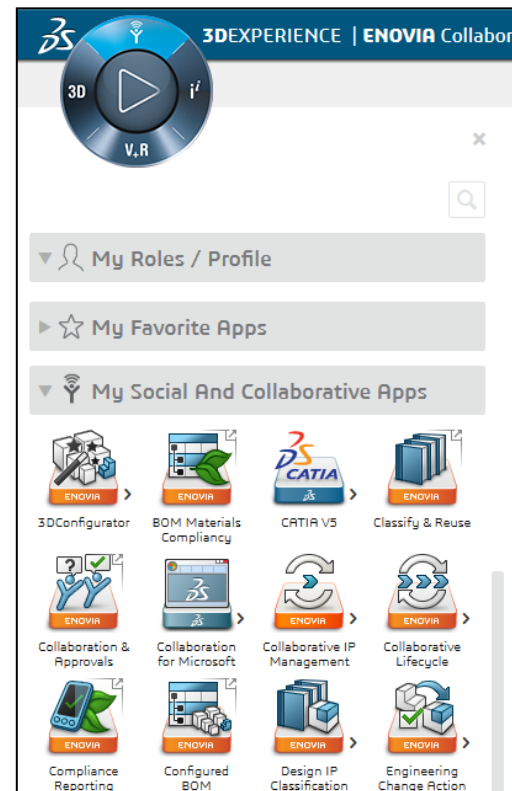 3DEXPERIENCE | ENOVIA Collabor
3D
i
V+R
My Roles / Profile
My Favorite Apps
My Social And Collaborative Apps
CATIA
ENOVIA
ENOVIA
ENOVIA
3DConfigurator
BOM Materials
Compliancy
CATIA V5
Classify & Reuse
?
ENOVIA
ENOVIA
ENOVIA
Collaboration &
Approvals
Collaboration
for Microsoft
Collaborative IP
Management
Collaborative
Lifecycle
ENOVIA
ENOVIA
ENOVIA
ENOVIA
Compliance
Reporting
Configured
BOM
Design IP
Classification
Engineering
Change Action